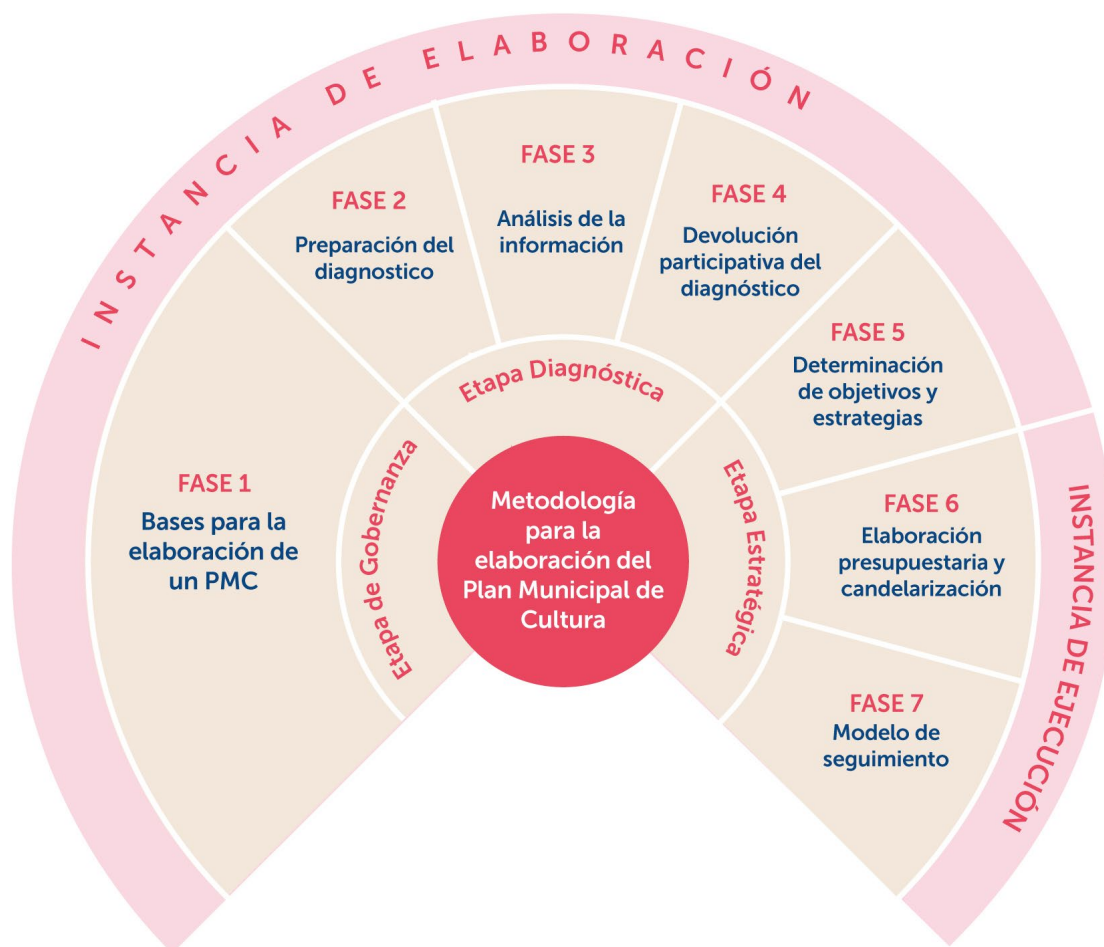 INSTANCIA DE ELABORACIÓN
FASE 1
Bases para la
elaboración de
un PMC
FASE 2
Preparación del
diagnostico
FASE 3
Análisis de la
información
FASE 4
Devolución
participativa del
diagnóstico
FASE 5
Determinación
de objetivos y
estrategias
FASE 6
Elaboración
presupuestaria y
candelarización
FASE 7
Modelo de
seguimiento
Etapa de Gobernanza
Etapa Diagnóstica
Etapa Estratégica
Metodología
para la
elaboración del
Plan Municipal de
Cultura
INSTANCIA DE EJECUCIÓN